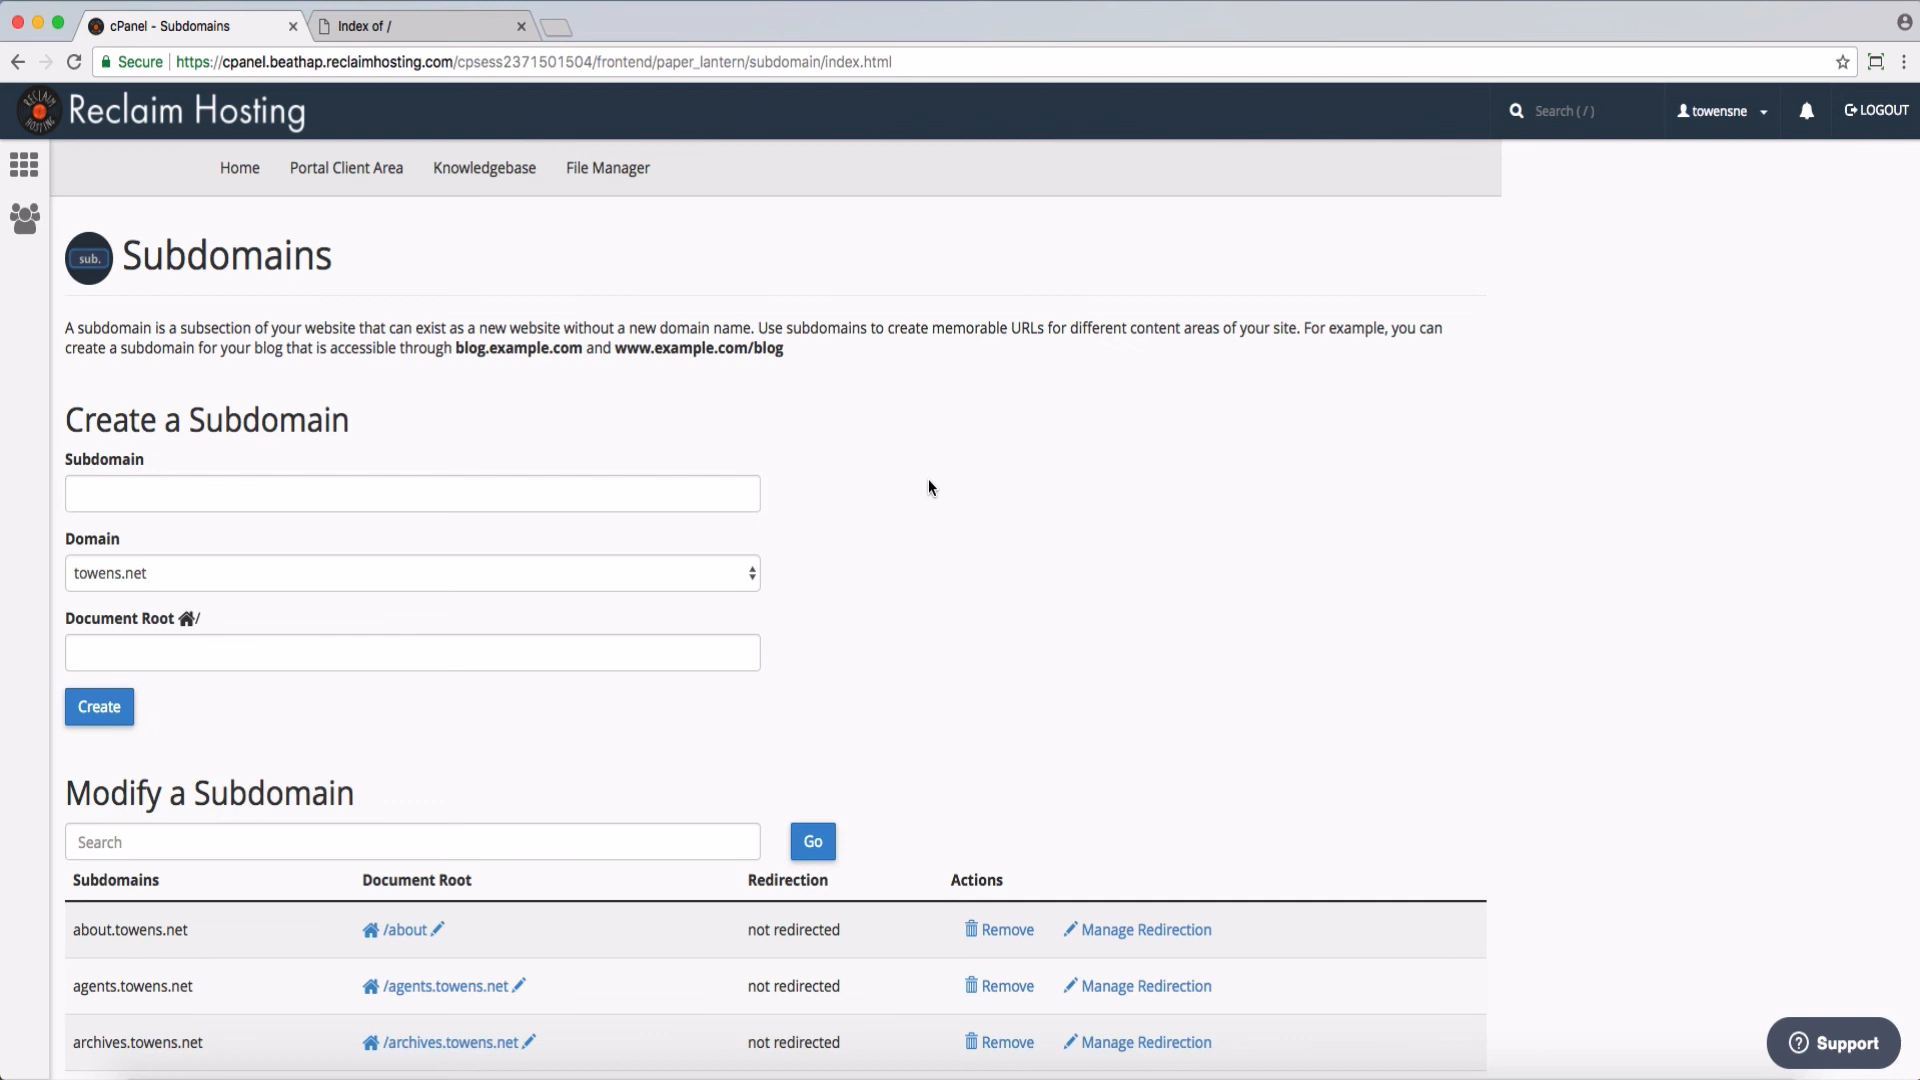 cPanel - Subdomains
Index of /
Secure https://cpanel.beathap.reclaimhosting.com/cpsess2371501504/frontend/paper_lantern/subdomain/index.html
RECLAIM HOSTING
Reclaim Hosting
Search ( / )
towensne
LOGOUT
Home Portal Client Area Knowledgebase File Manager
sub.
Subdomains
A subdomain is a subsection of your website that can exist as a new website without a new domain name. Use subdomains to create memorable URLs for different content areas of your site. For example, you can
create a subdomain for your blog that is accessible through blog.example.com and www.example.com/blog
Create a Subdomain
Subdomain
Domain
towens.net
Document Root /
Create
Modify a Subdomain
Search Go
Subdomains Document Root Redirection Actions
about.towens.net /about not redirected Remove Manage Redirection
agents.towens.net /agents.towens.net not redirected Remove Manage Redirection
archives.towens.net /archives.towens.net not redirected Remove Manage Redirection
? Support